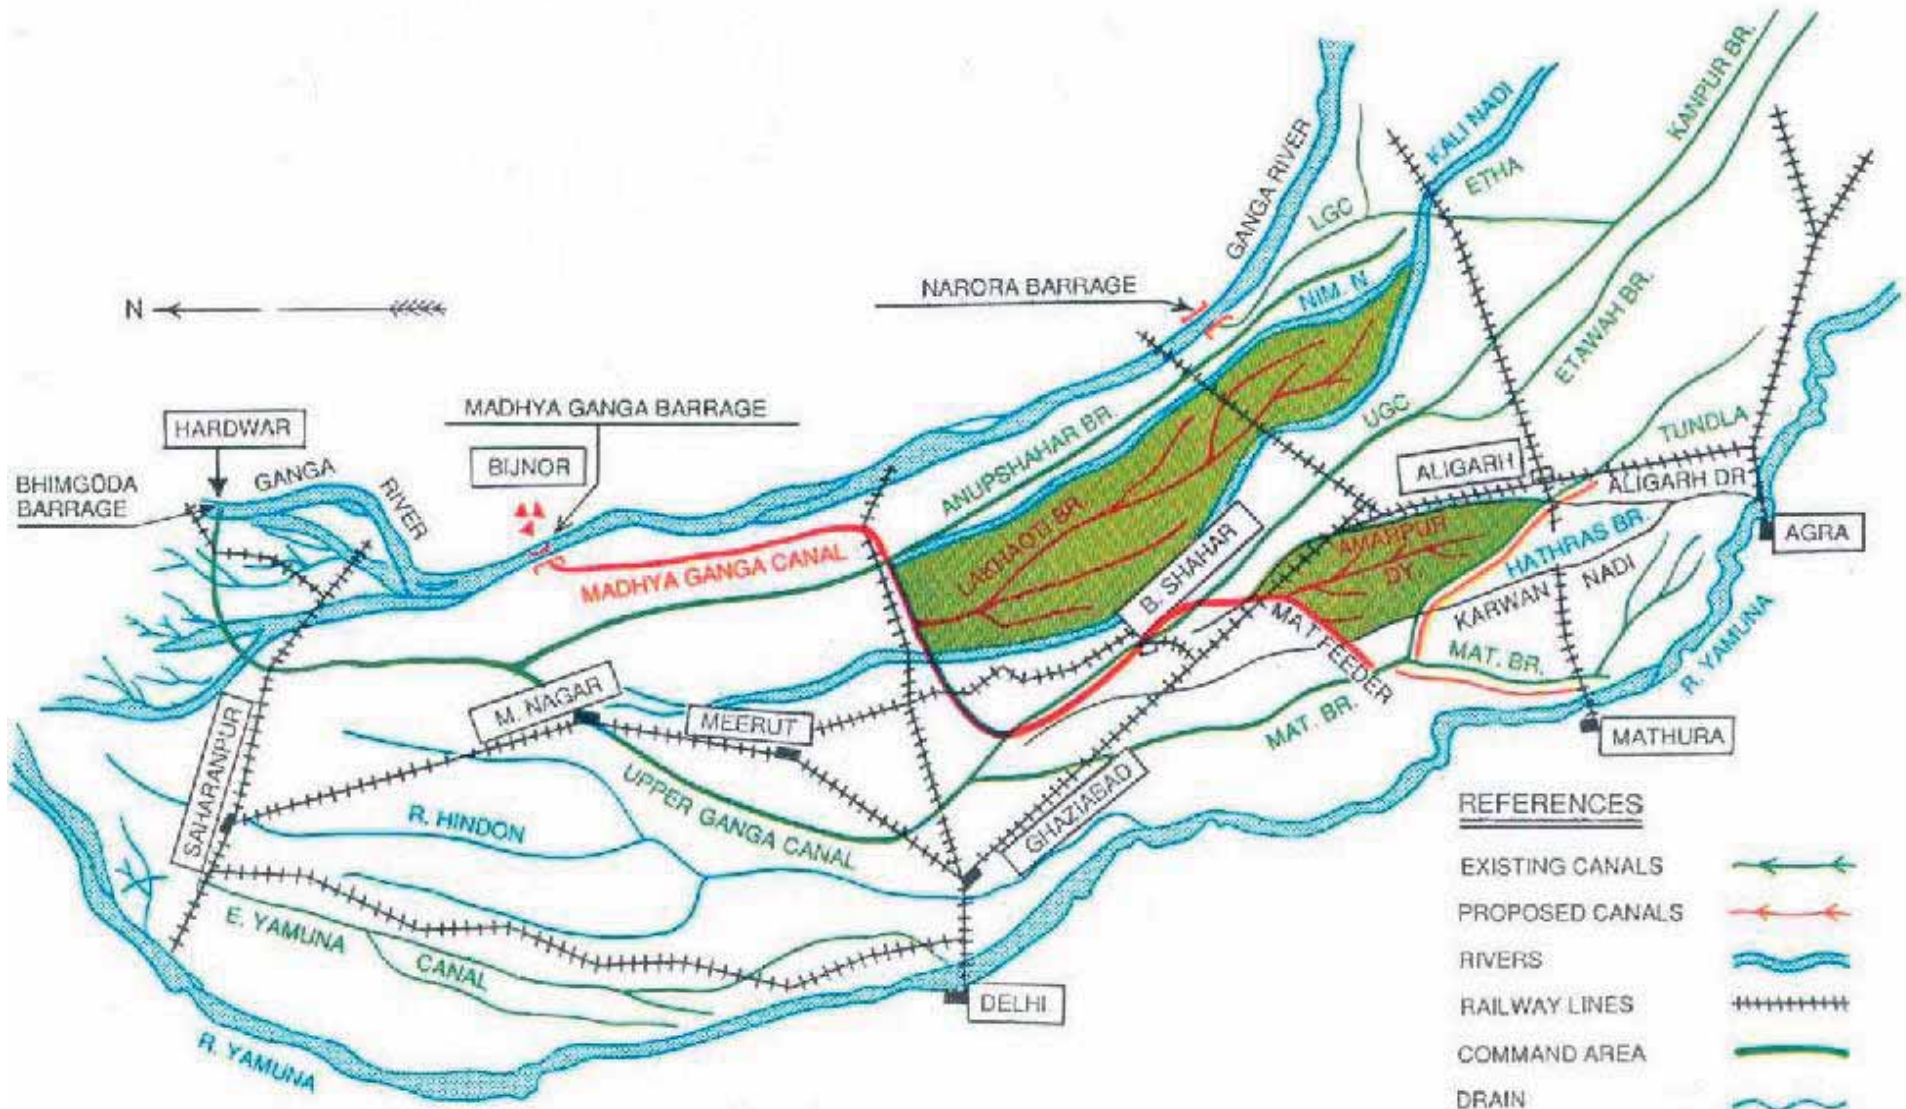 KANPUR BR.
KALI NADI
GANGA RIVER
ETHA
LGC
NARORA BARRAGE
NIM. N.
N
ETAWAH BR.
MADHYA GANGA BARRAGE
HARDWAR
BIJNOR
ANUPSHAHAR BR.
UGC
TUNDLA
GANGA
RIVER
BHIMGODA
BARRAGE
ALIGARH
ALIGARH DR
LAKHAOTI BR.
AMARPUR
DY.
AGRA
MADHYA GANGA CANAL
B. SHAHAR
HATHRAS BR.
KARWAN NADI
MAT FEEDER
MAT. BR.
R. YAMUNA
M. NAGAR
MEERUT
MAT. BR.
MATHURA
SAHARANPUR
UPPER GANGA CANAL
GHAZIABAD
R. HINDON
E. YAMUNA
CANAL
DELHI
R. YAMUNA
REFERENCES
EXISTING CANALS
PROPOSED CANALS
RIVERS
RAILWAY LINES
COMMAND AREA
DRAIN